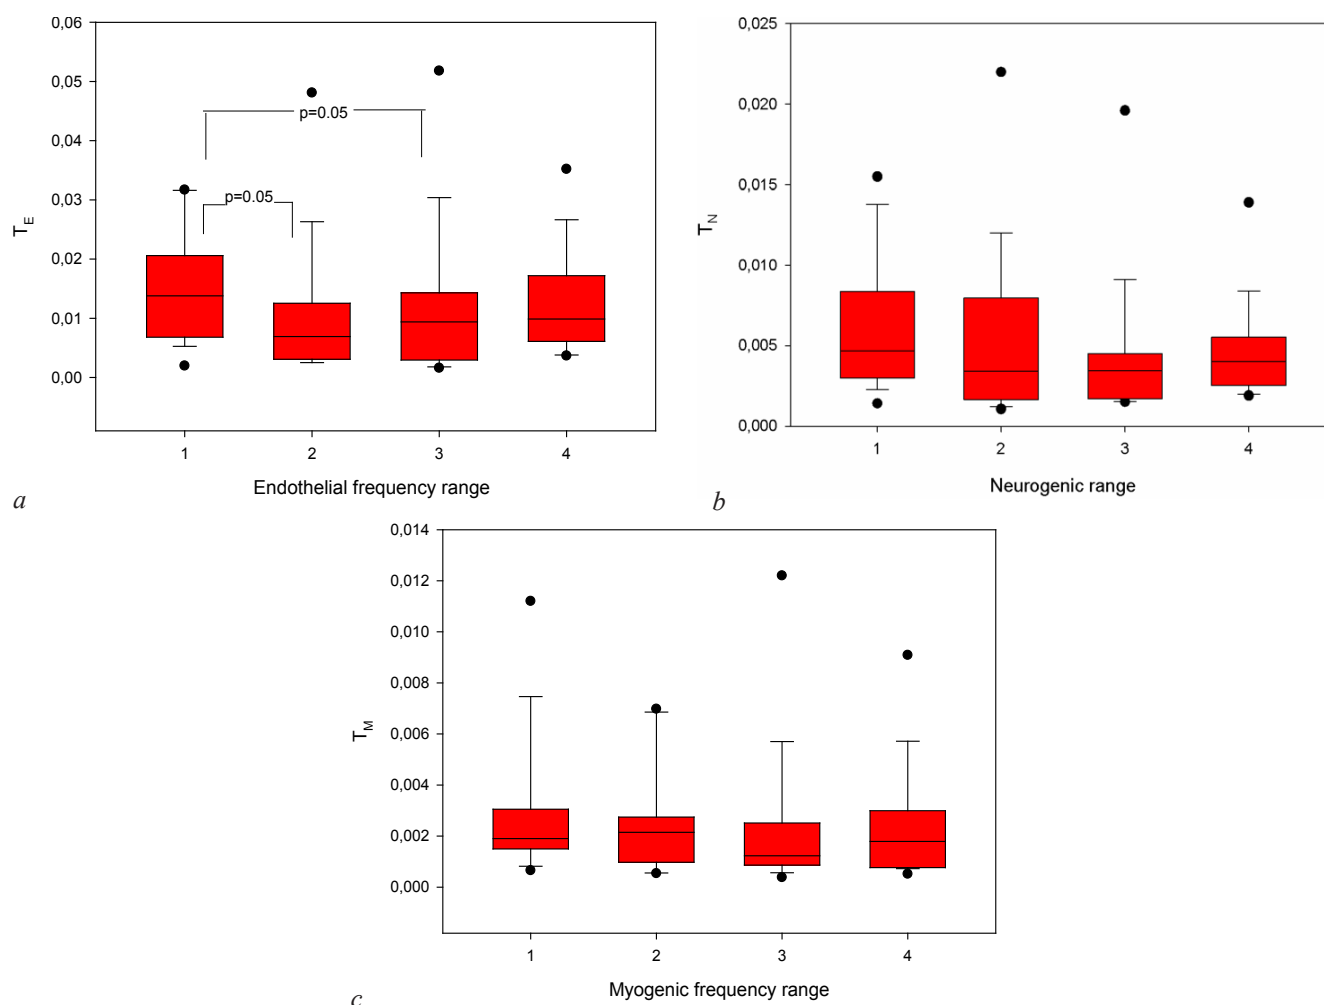 0,06
0,05
0,04
0,03
0,02
0,01
0,00
T_E
p=0.05
p=0.05
1 2 3 4
Endothelial frequency range
a
0,025
0,020
0,015
0,010
0,005
0,000
T_N
1 2 3 4
Neurogenic range
b
0,014
0,012
0,010
0,008
0,006
0,004
0,002
0,000
T_M
1 2 3 4
Myogenic frequency range
c